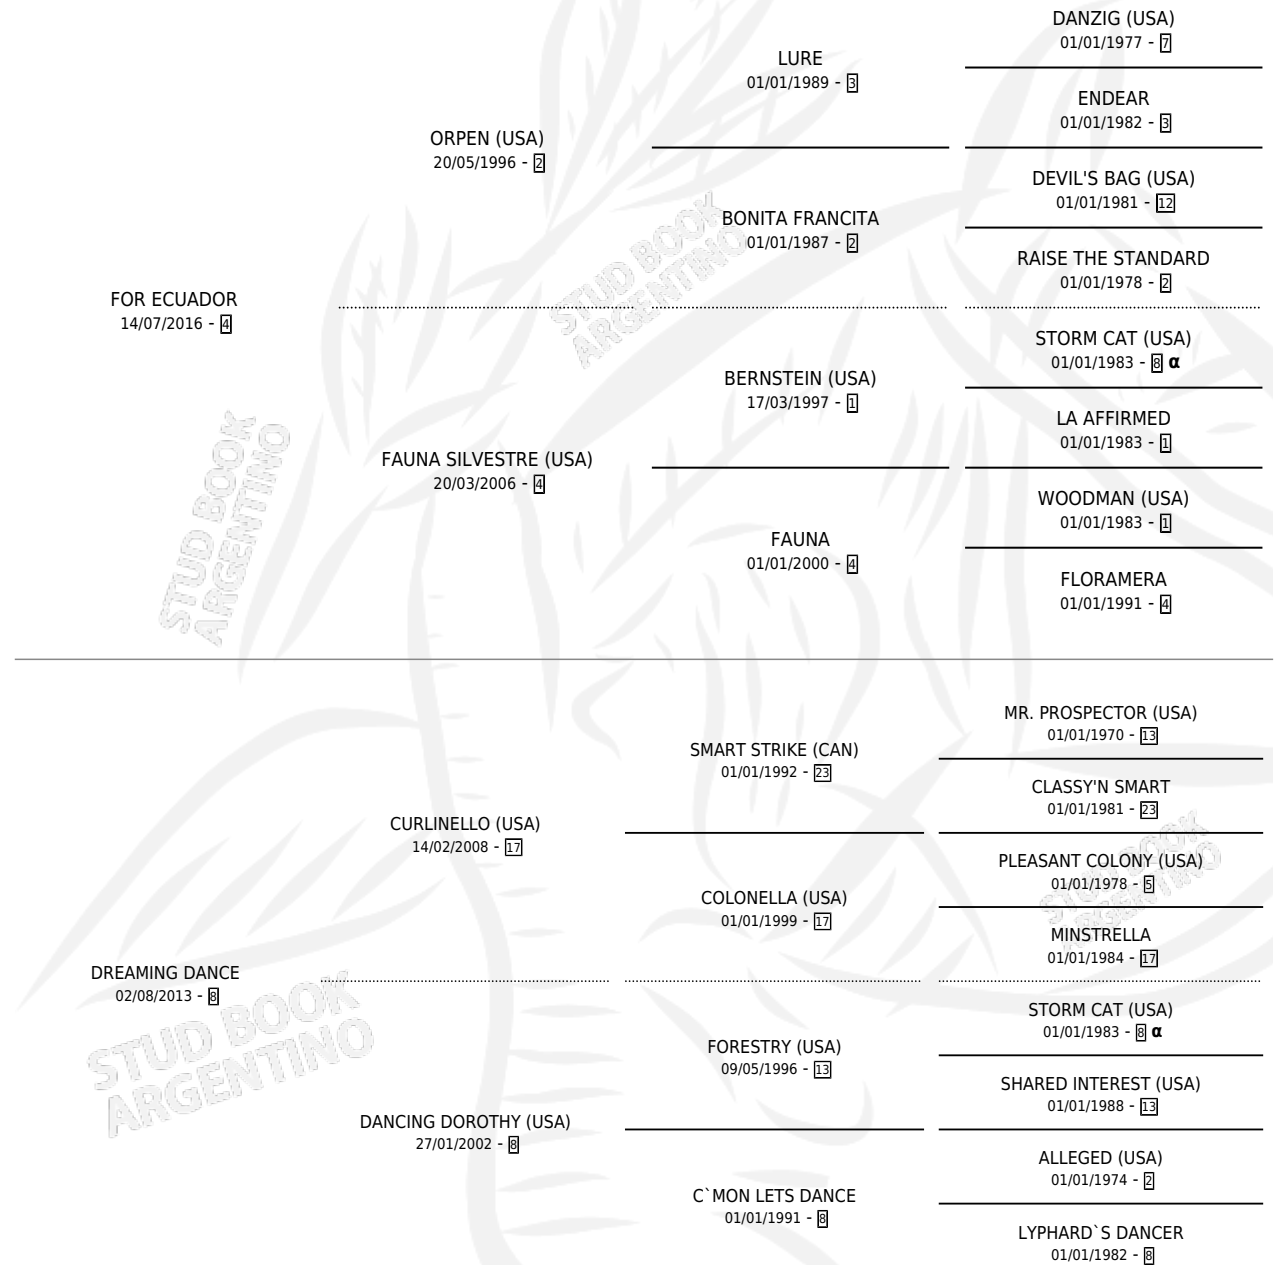 DANZIG (USA)
01/01/1977 - 7
LURE
01/01/1989 - 3
ENDEAR
01/01/1982 - 3
ORPEN (USA)
20/05/1996 - 2
DEVIL'S BAG (USA)
01/01/1981 - 12
BONITA FRANCITA
01/01/1987 - 2
RAISE THE STANDARD
01/01/1978 - 2
FOR ECUADOR
14/07/2016 - 4
STORM CAT (USA)
01/01/1983 - 8 α
BERNSTEIN (USA)
17/03/1997 - 1
LA AFFIRMED
01/01/1983 - 1
FAUNA SILVESTRE (USA)
20/03/2006 - 4
WOODMAN (USA)
01/01/1983 - 1
FAUNA
01/01/2000 - 4
FLORAMERA
01/01/1991 - 4
MR. PROSPECTOR (USA)
01/01/1970 - 13
SMART STRIKE (CAN)
01/01/1992 - 23
CLASSY'N SMART
01/01/1981 - 23
CURLINELLO (USA)
14/02/2008 - 17
PLEASANT COLONY (USA)
01/01/1978 - 5
COLONELLA (USA)
01/01/1999 - 17
MINSTRELLA
01/01/1984 - 17
DREAMING DANCE
02/08/2013 - 8
STORM CAT (USA)
01/01/1983 - 8 α
FORESTRY (USA)
09/05/1996 - 13
SHARED INTEREST (USA)
01/01/1988 - 13
DANCING DOROTHY (USA)
27/01/2002 - 8
ALLEGED (USA)
01/01/1974 - 2
C`MON LETS DANCE
01/01/1991 - 8
LYPHARD`S DANCER
01/01/1982 - 8
STUD BOOK
ARGENTINO
STUD BOOK
ARGENTINO
STUD BOOK
ARGENTINO
STUD BOOK
ARGENTINO